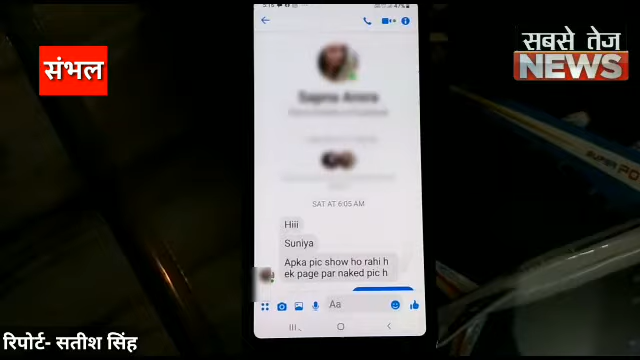 सबसे तेज
NEWS
संभल
SAT AT 6:05 AM
Hiii
Suniya
Apka pic show ho rahi h
ek page par naked pic h
Aa
SUPER
रिपोर्ट- सतीश सिंह